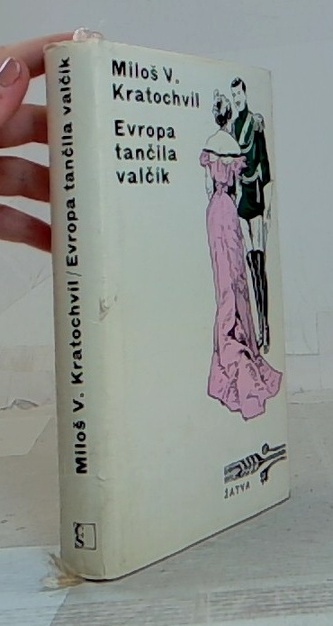 Miloš V.
Kratochvil
Evropa
tančila
valčík
Miloš V. Kratochvil/Evropa tančila valčík
ŽATVA